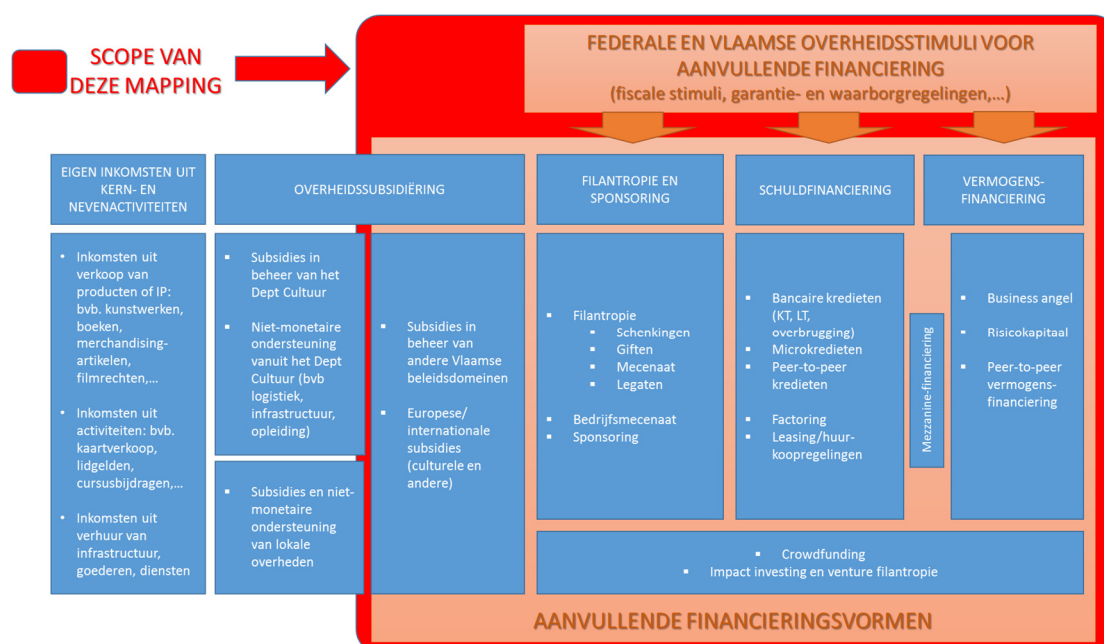 SCOPE VAN
DEZE MAPPING
FEDERALE EN VLAAMSE OVERHEIDSSTIMULI VOOR
AANVULLENDE FINANCIERING
(fiscale stimuli, garantie- en waarborgregelingen,...)
EIGEN INKOMSTEN UIT
KERN- EN
NEVENACTIVITEITEN
OVERHEIDSSUBSIDIËRING
FILANTROPIE EN
SPONSORING
SCHULDFINANCIERING
VERMOGENS-
FINANCIERING
• Inkomsten uit
verkoop van
producten of IP:
bvb. kunstwerken,
boeken,
merchandising-
artikelen,
filmrechten,...
• Inkomsten uit
activiteiten: bvb.
kaartverkoop,
lidgelden,
cursusbijdragen,...
• Inkomsten uit
verhuur van
infrastructuur,
goederen, diensten
▪ Subsidies in
beheer van het
Dept Cultuur
▪ Niet-monetaire
ondersteuning
vanuit het Dept
Cultuur (bvb
logistiek,
infrastructuur,
opleiding)
▪ Subsidies en niet-
monetaire
ondersteuning
van lokale
overheden
▪ Subsidies in
beheer van
andere Vlaamse
beleidsdomeinen
▪ Europese/
internationale
subsidies
(culturele en
andere)
▪ Filantropie
▪ Schenkingen
▪ Giften
▪ Mecenaat
▪ Legaten
▪ Bedrijfsmecenaat
▪ Sponsoring
▪ Bancaire kredieten
(KT, LT,
overbrugging)
▪ Microkredieten
▪ Peer-to-peer
kredieten
▪ Factoring
▪ Leasing/huur-
koopregelingen
Mezzanine-financiering
▪ Business angel
▪ Risicokapitaal
▪ Peer-to-peer
vermogens-
financiering
▪ Crowdfunding
▪ Impact investing en venture filantropie
AANVULLENDE FINANCIERINGSVORMEN